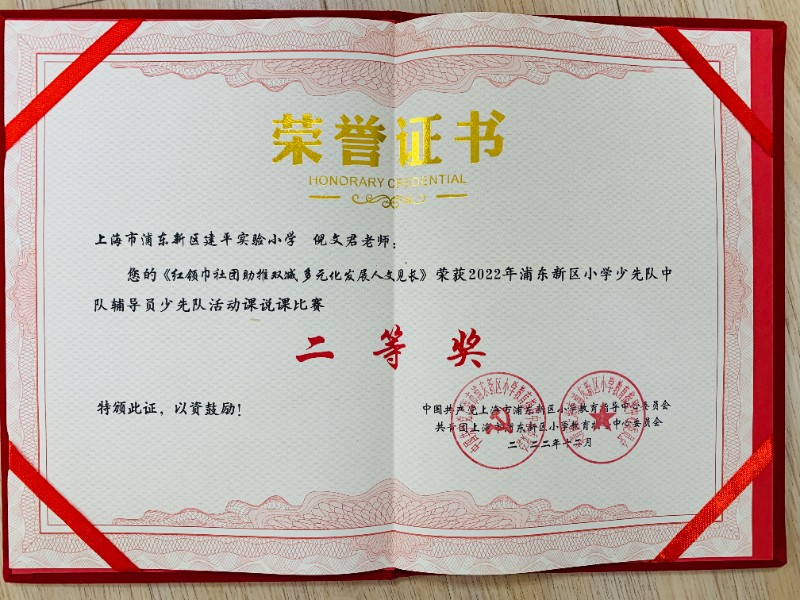 荣誉证书
HONORARY CREDENTIAL
上海市浦东新区建平实验小学 倪文君老师：
您的《红领巾社团助推双减 多元化发展人文见长》荣获2022年浦东新区小学少先队中
队辅导员少先队活动课说课比赛
二等奖
特颁此证，以资鼓励！
中国共产党上海市浦东新区小学教育指导中心委员会
共青团上海市浦东新区小学教育指导中心委员会
二〇二二年十二月